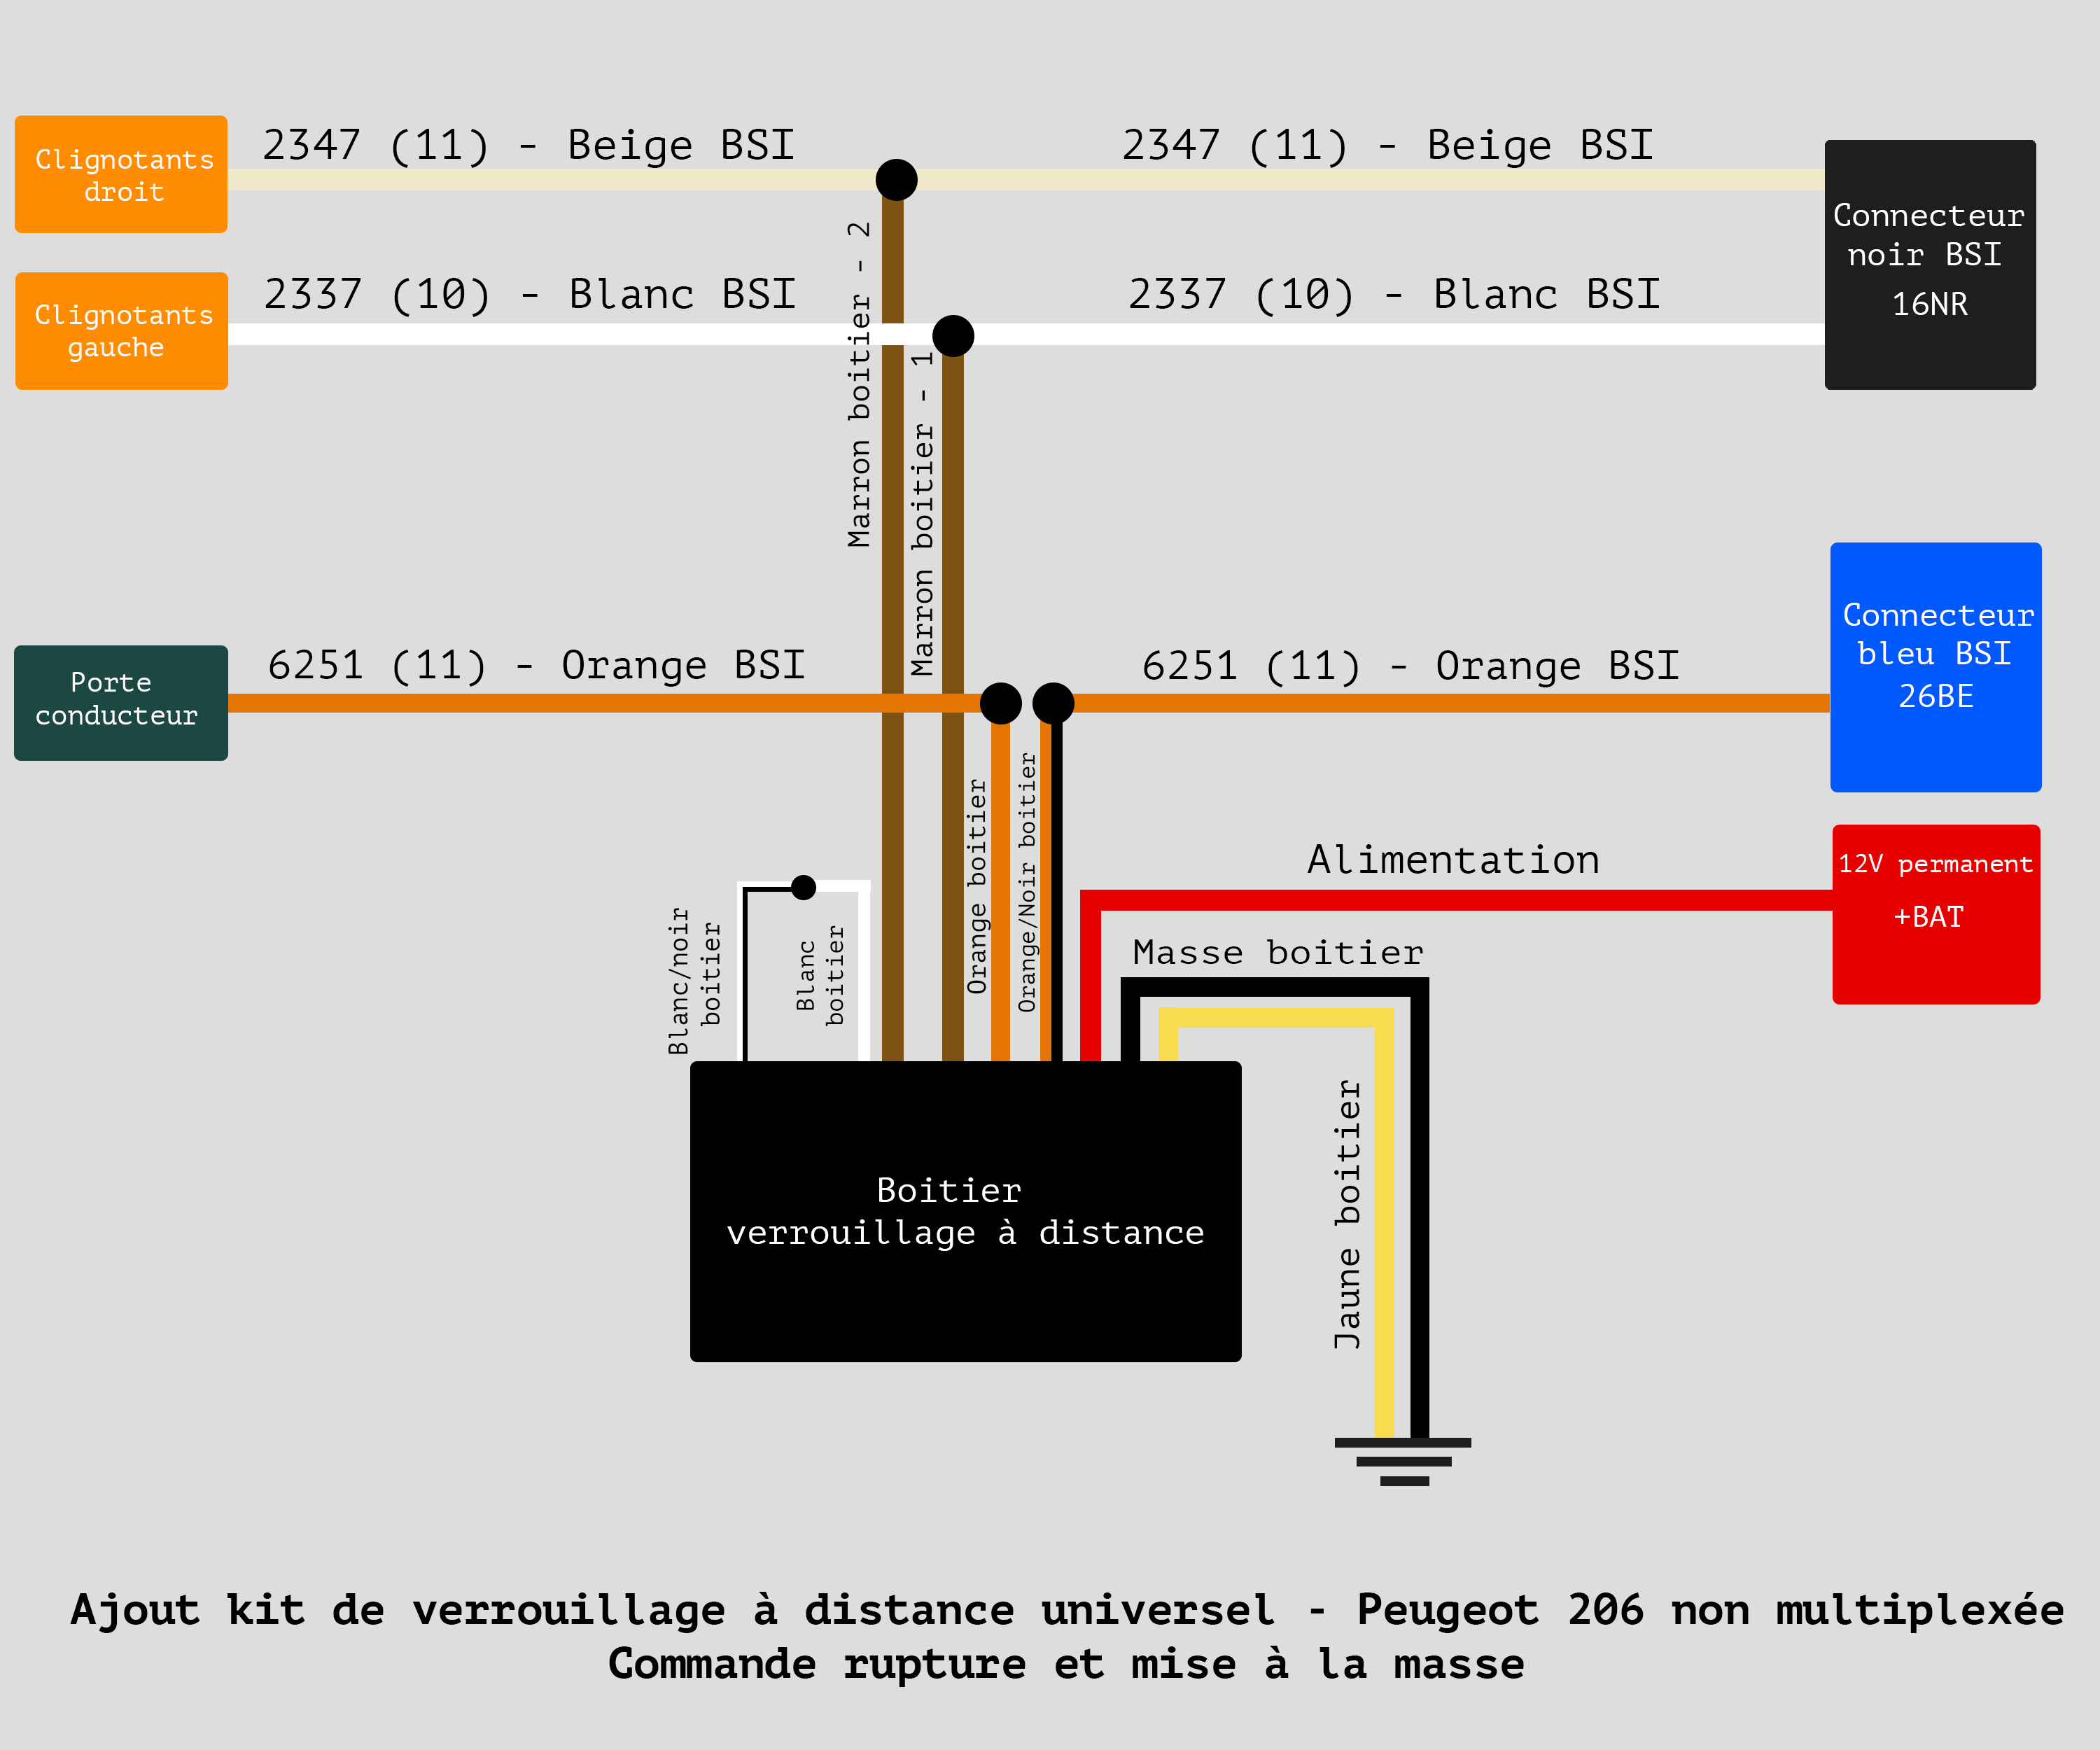 2347 (11) - Beige BSI
2347 (11) - Beige BSI
Clignotants
droit
Connecteur
noir BSI
16NR
Marron boitier - 2
2337 (10) - Blanc BSI
2337 (10) - Blanc BSI
Clignotants
gauche
Marron boitier - 1
6251 (11) - Orange BSI
6251 (11) - Orange BSI
Porte
conducteur
Connecteur
bleu BSI
26BE
Orange boitier
Orange/Noir boitier
Alimentation
12V permanent
+BAT
Blanc/noir
boitier
Blanc
boitier
Masse boitier
Jaune boitier
Boitier
verrouillage à distance
Ajout kit de verrouillage à distance universel - Peugeot 206 non multiplexée
Commande rupture et mise à la masse